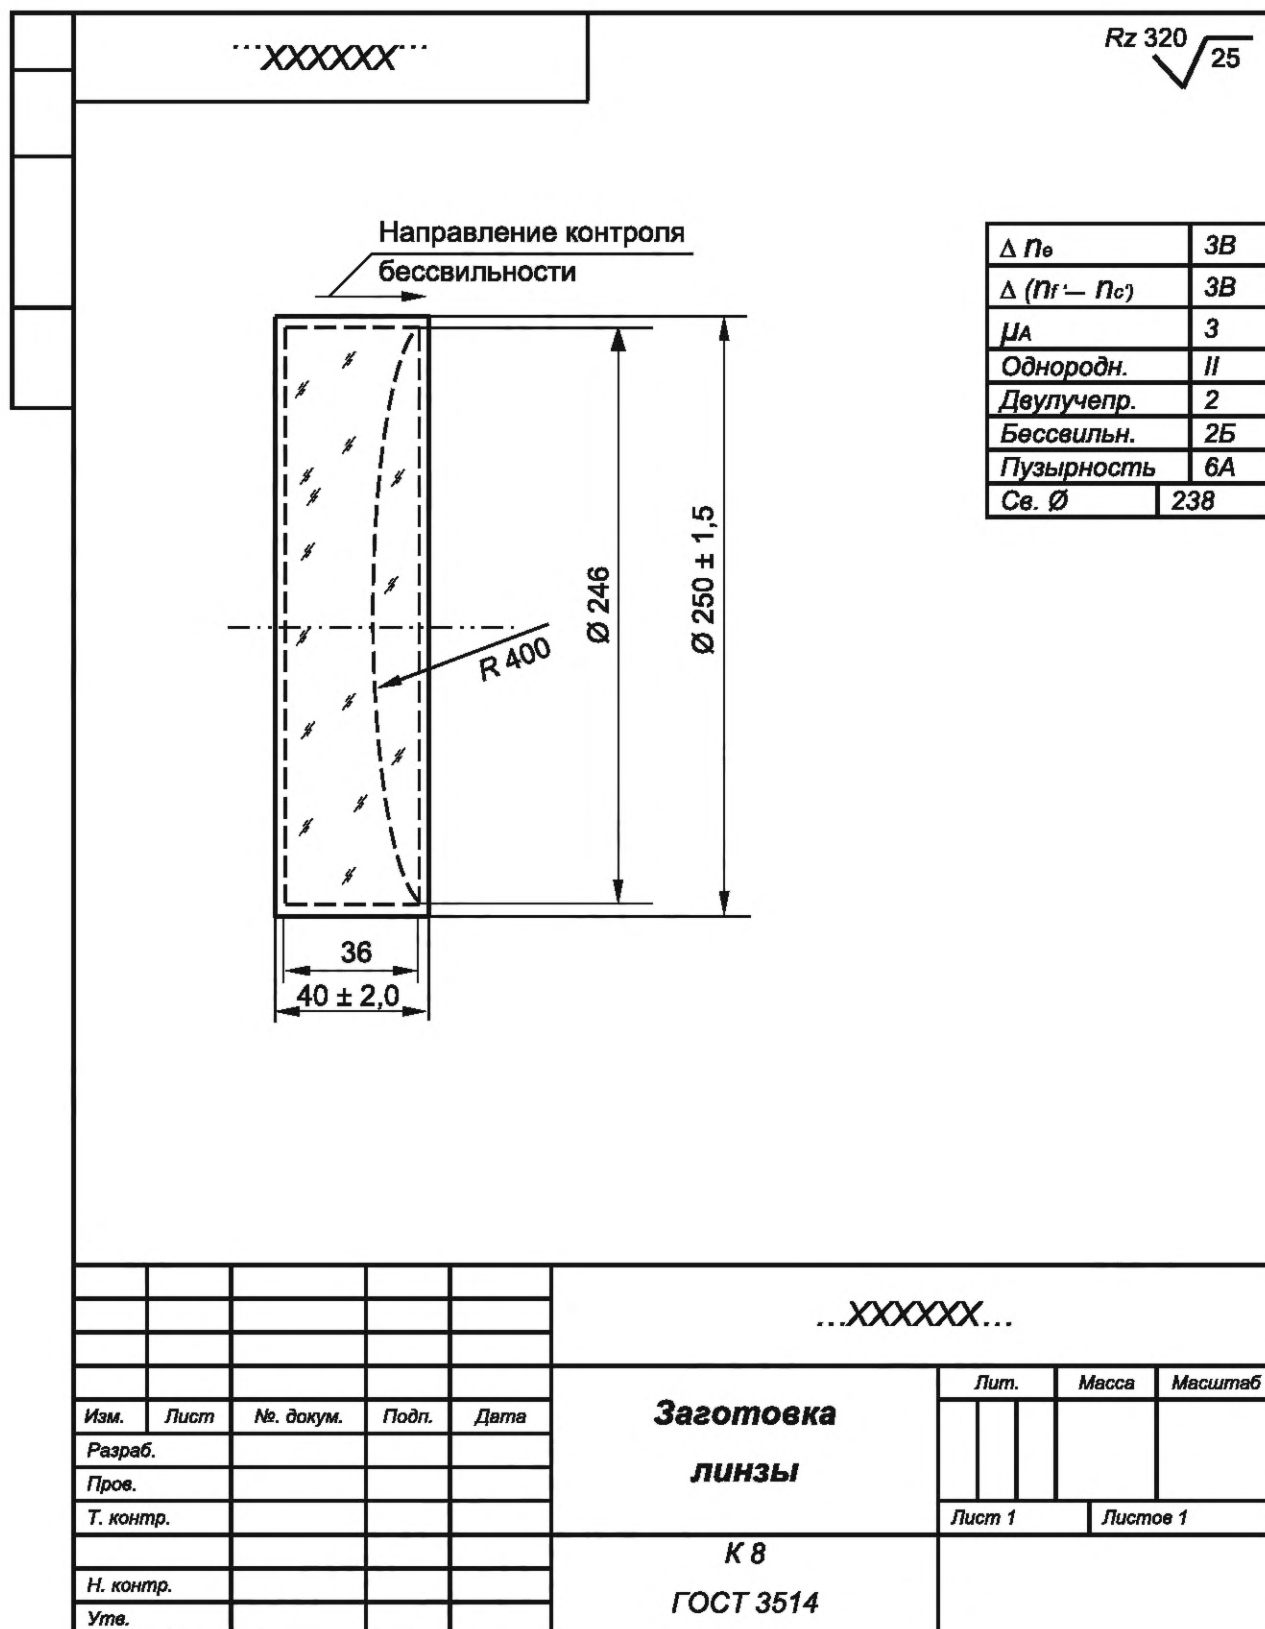 ...XXXXXX...
Rz 320
25
Направление контроля
бессвильности
Δ nе 3В
Δ (nf' — nc') 3В
μА 3
Однородн. II
Двулучепр. 2
Бессвильн. 2Б
Пузырность 6А
Св. Ø 238
Ø 246
Ø 250 ± 1,5
R 400
36
40 ± 2,0
...XXXXXX...
Лит. Масса Масштаб
Изм. Лист №. докум. Подп. Дата
Заготовка
линзы
Разраб.
Пров.
Т. контр.
Лист 1 Листов 1
К 8
Н. контр.
ГОСТ 3514
Утв.